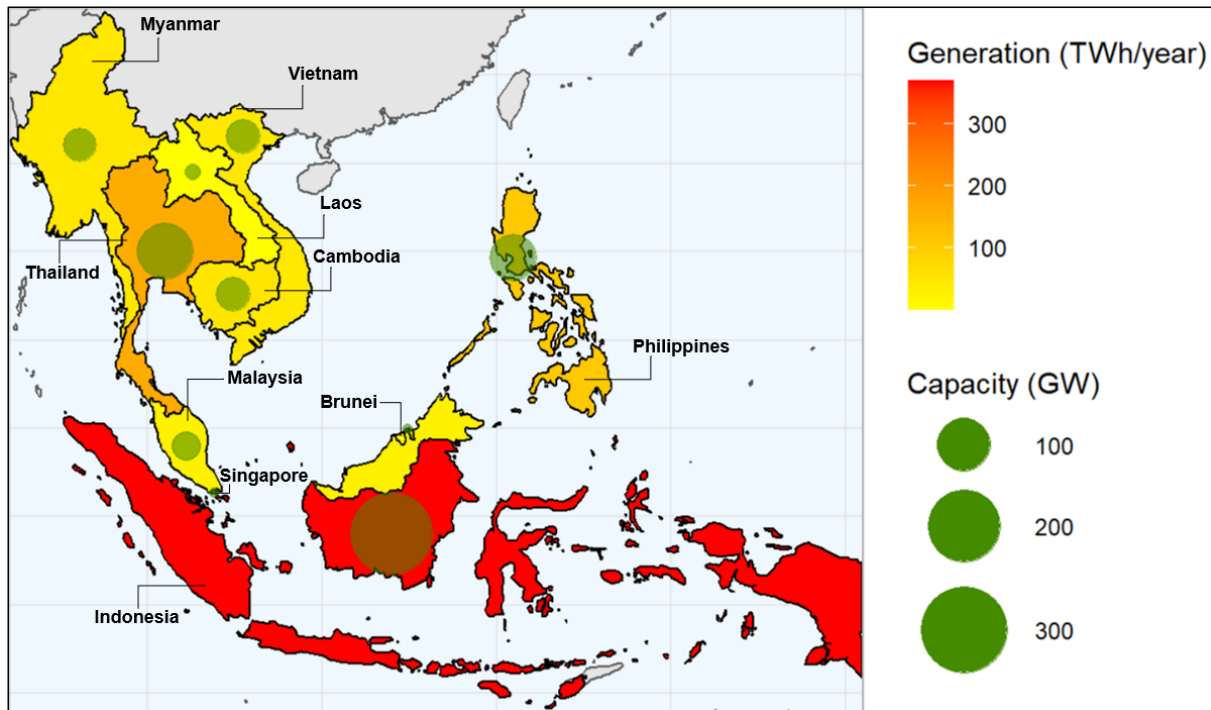 Myanmar
Vietnam
Laos
Cambodia
Thailand
Malaysia
Brunei
Philippines
Singapore
Indonesia
Generation (TWh/year)
300
200
100
Capacity (GW)
100
200
300